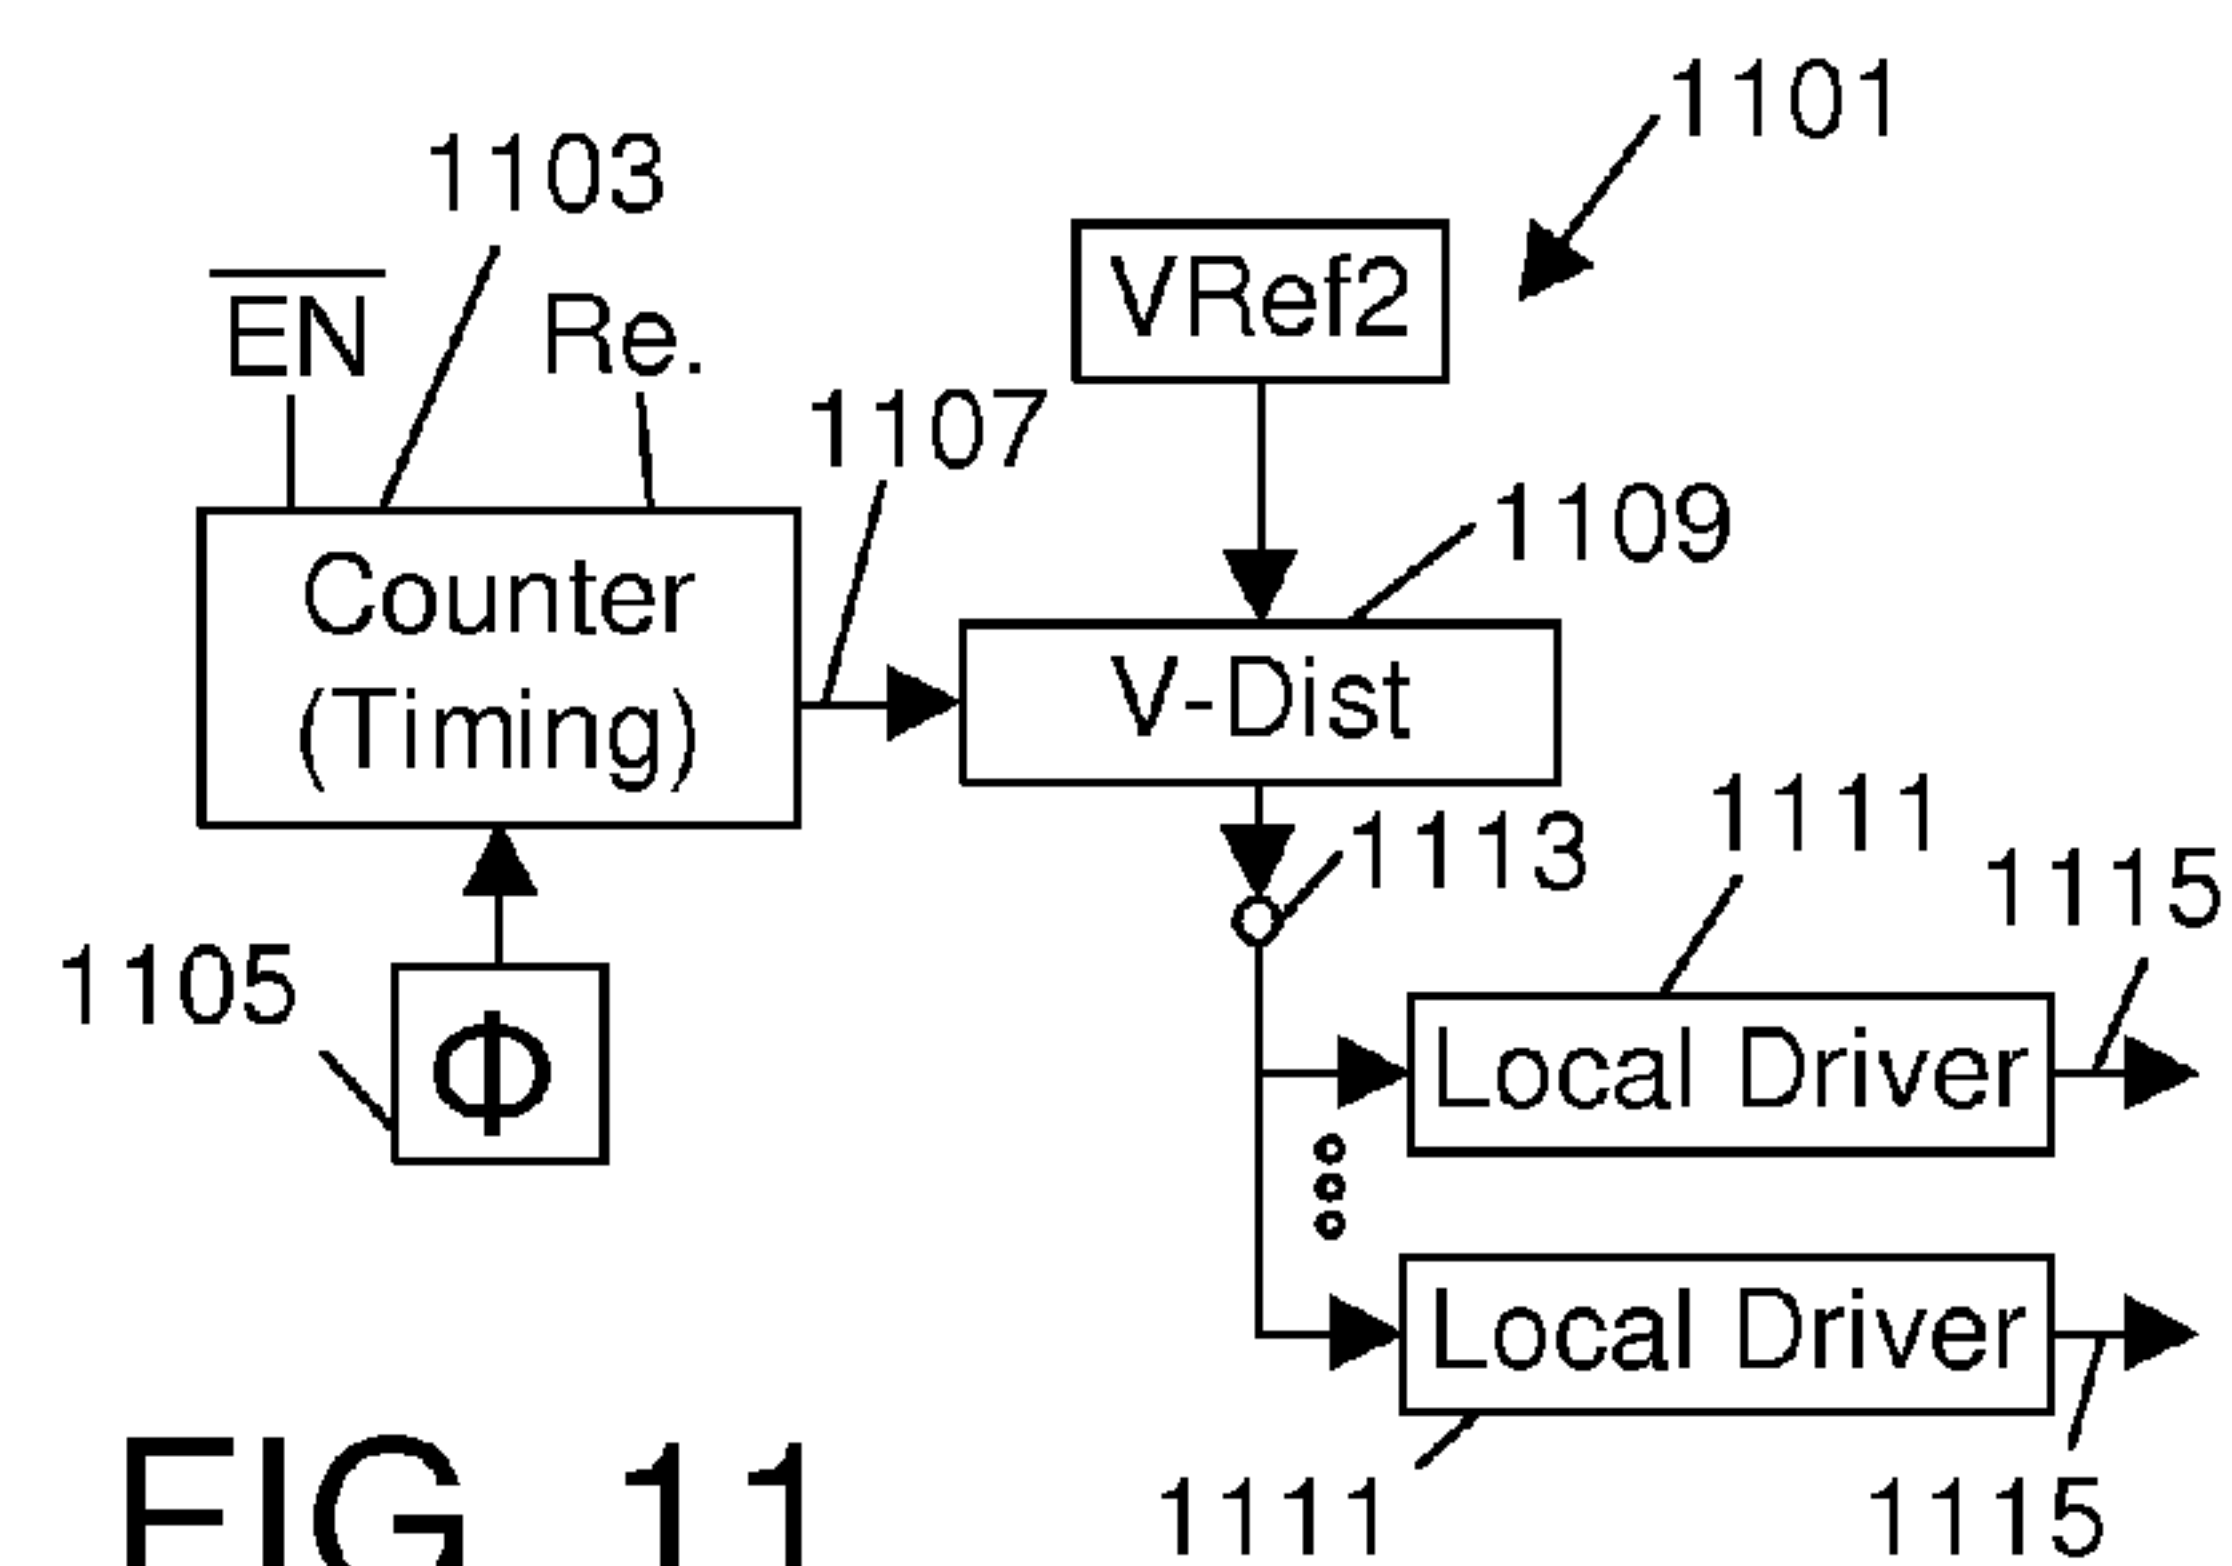 1101
1103
VRef2
E̅N̅
Re.
1107
1109
Counter
(Timing)
V-Dist
1113
1111
1115
1105
Φ
Local Driver
Local Driver
FIG 11
1111
1115